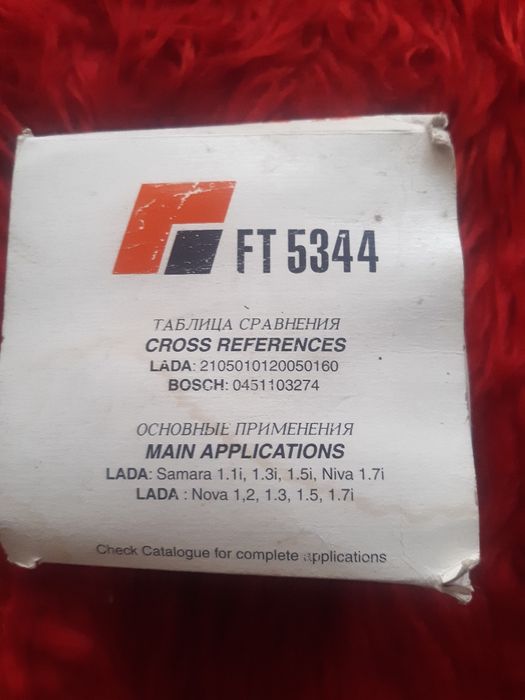 FT 5344
ТАБЛИЦА СРАВНЕНИЯ
CROSS REFERENCES
LADA: 2105010120050160
BOSCH: 0451103274
ОСНОВНЫЕ ПРИМЕНЕНИЯ
MAIN APPLICATIONS
LADA: Samara 1.1i, 1.3i, 1.5i, Niva 1.7i
LADA : Nova 1,2, 1.3, 1.5, 1.7i
Check Catalogue for complete applications